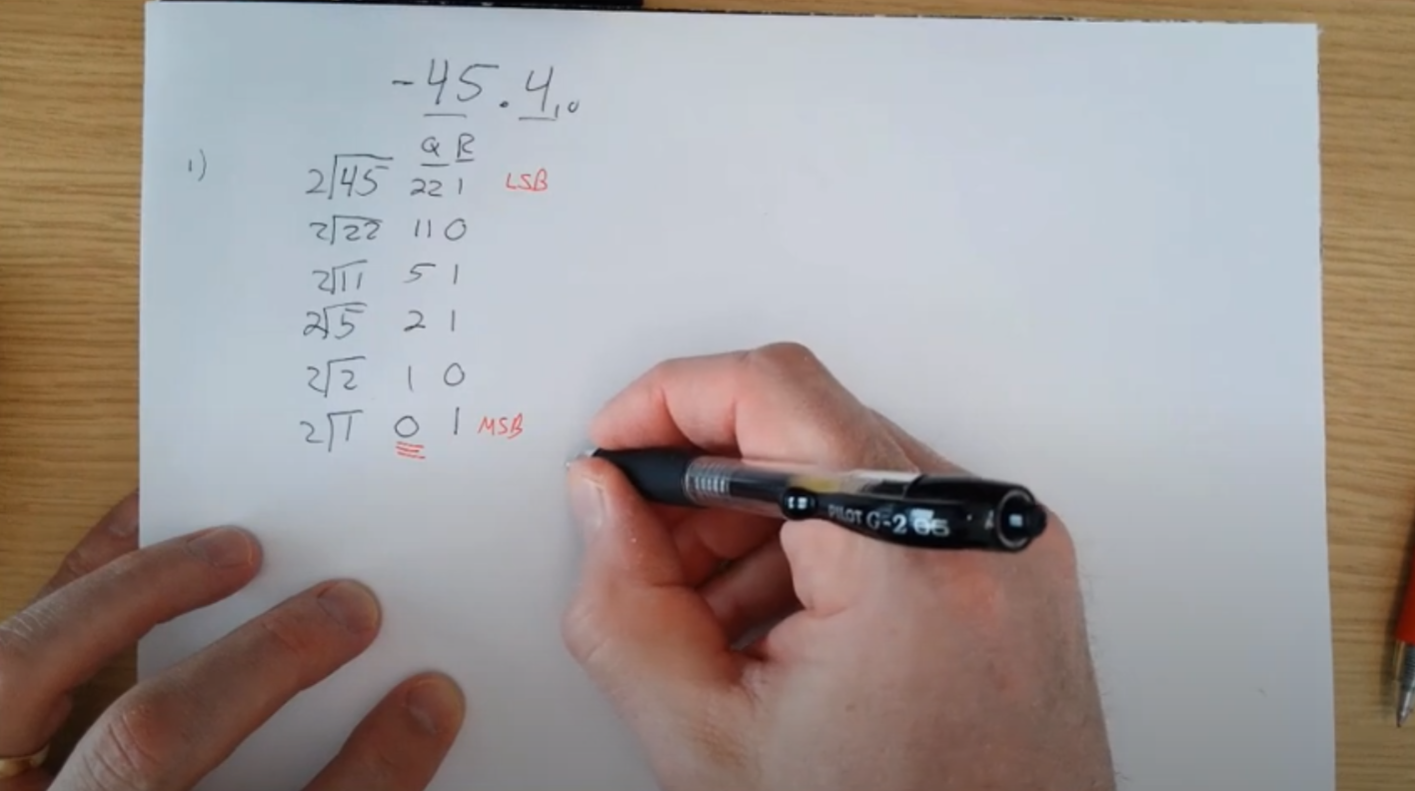 -45.4₁₀
Q R
1) 2√45 22 1 LSB
2√22 11 0
2√11 5 1
2√5 2 1
2√2 1 0
2√1 0 1 MSB
PILOT G-2 05